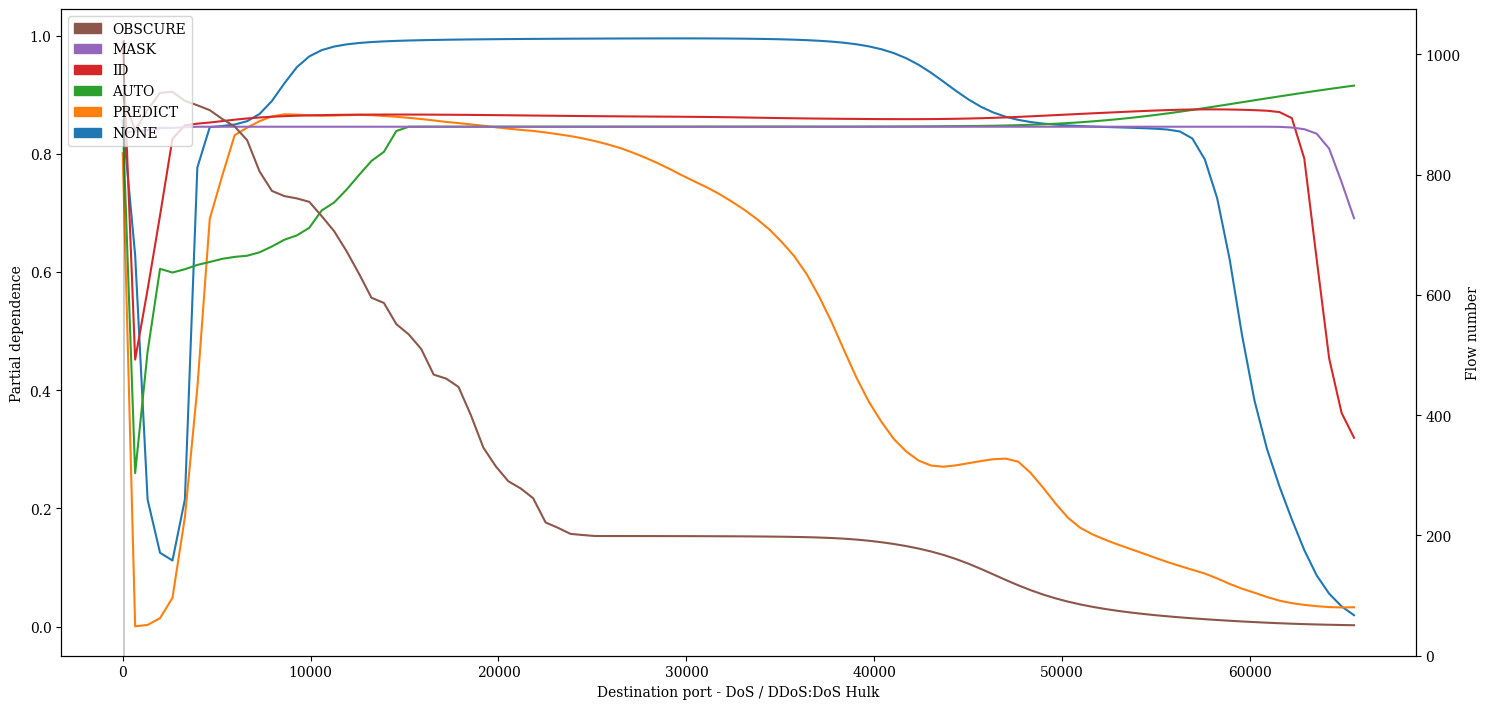 OBSCURE
MASK
ID
AUTO
PREDICT
NONE
1.0
0.8
0.6
0.4
0.2
0.0
Partial dependence
1000
800
600
400
200
0
Flow number
0 10000 20000 30000 40000 50000 60000
Destination port - DoS / DDoS:DoS Hulk